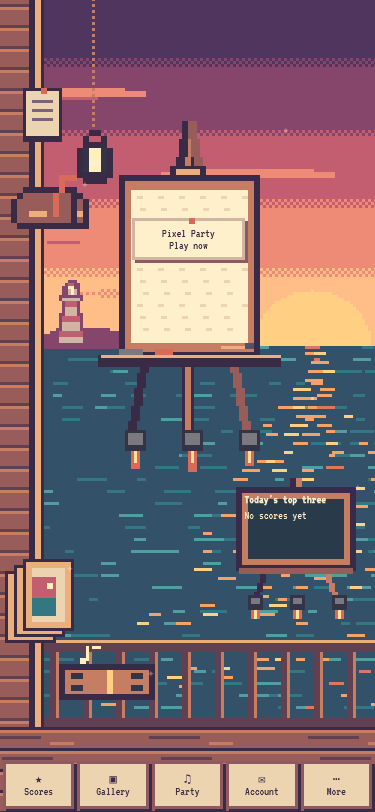 Pixel Party
Play now
Today's top three
No scores yet
★ Scores
▣ Gallery
♫ Party
✉ Account
⋯ More